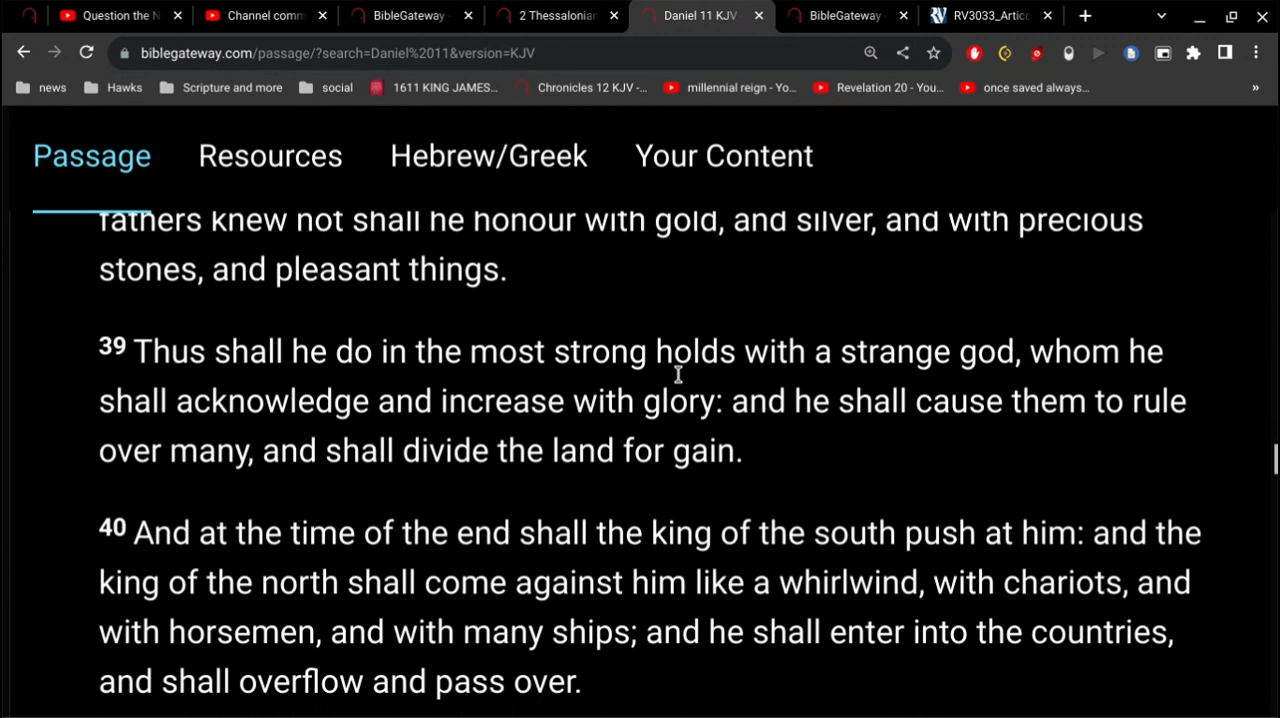 Question the N
Channel comm
BibleGateway -
2 Thessalonian
Daniel 11 KJV
BibleGateway -
RV3033_Artico
biblegateway.com/passage/?search=Daniel%2011&version=KJV
news
Hawks
Scripture and more
social
1611 KING JAMES...
Chronicles 12 KJV -...
millennial reign - Yo...
Revelation 20 - You...
once saved always...
»
Passage
Resources
Hebrew/Greek
Your Content
fathers knew not shall he honour with gold, and silver, and with precious
stones, and pleasant things.
39 Thus shall he do in the most strong holds with a strange god, whom he
shall acknowledge and increase with glory: and he shall cause them to rule
over many, and shall divide the land for gain.
40 And at the time of the end shall the king of the south push at him: and the
king of the north shall come against him like a whirlwind, with chariots, and
with horsemen, and with many ships; and he shall enter into the countries,
and shall overflow and pass over.